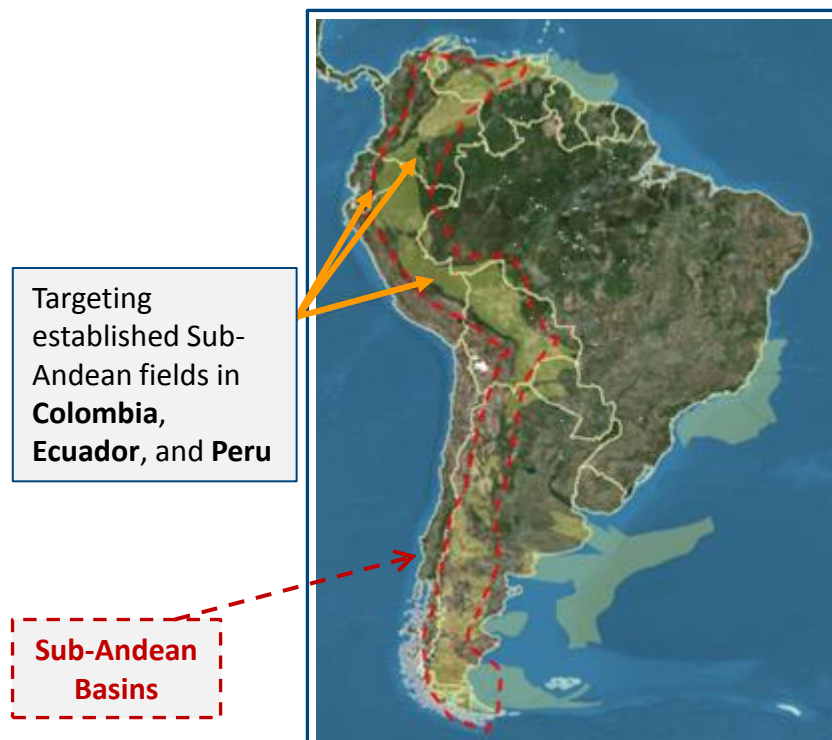 Targeting
established Sub-
Andean fields in
Colombia,
Ecuador, and Peru
Sub-Andean
Basins